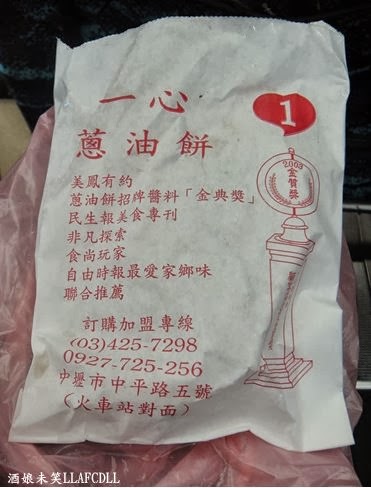 一心
1
蔥油餅
2003
金質獎
美鳳有約
蔥油餅招牌醬料「金典獎」
民生報美食專刊
非凡探索
食尚玩家
自由時報最愛家鄉味
聯合推薦
訂購加盟專線
(03)425-7298
0927-725-256
中壢市中平路五號
(火車站對面)
酒娘未笑LLAFCDLL